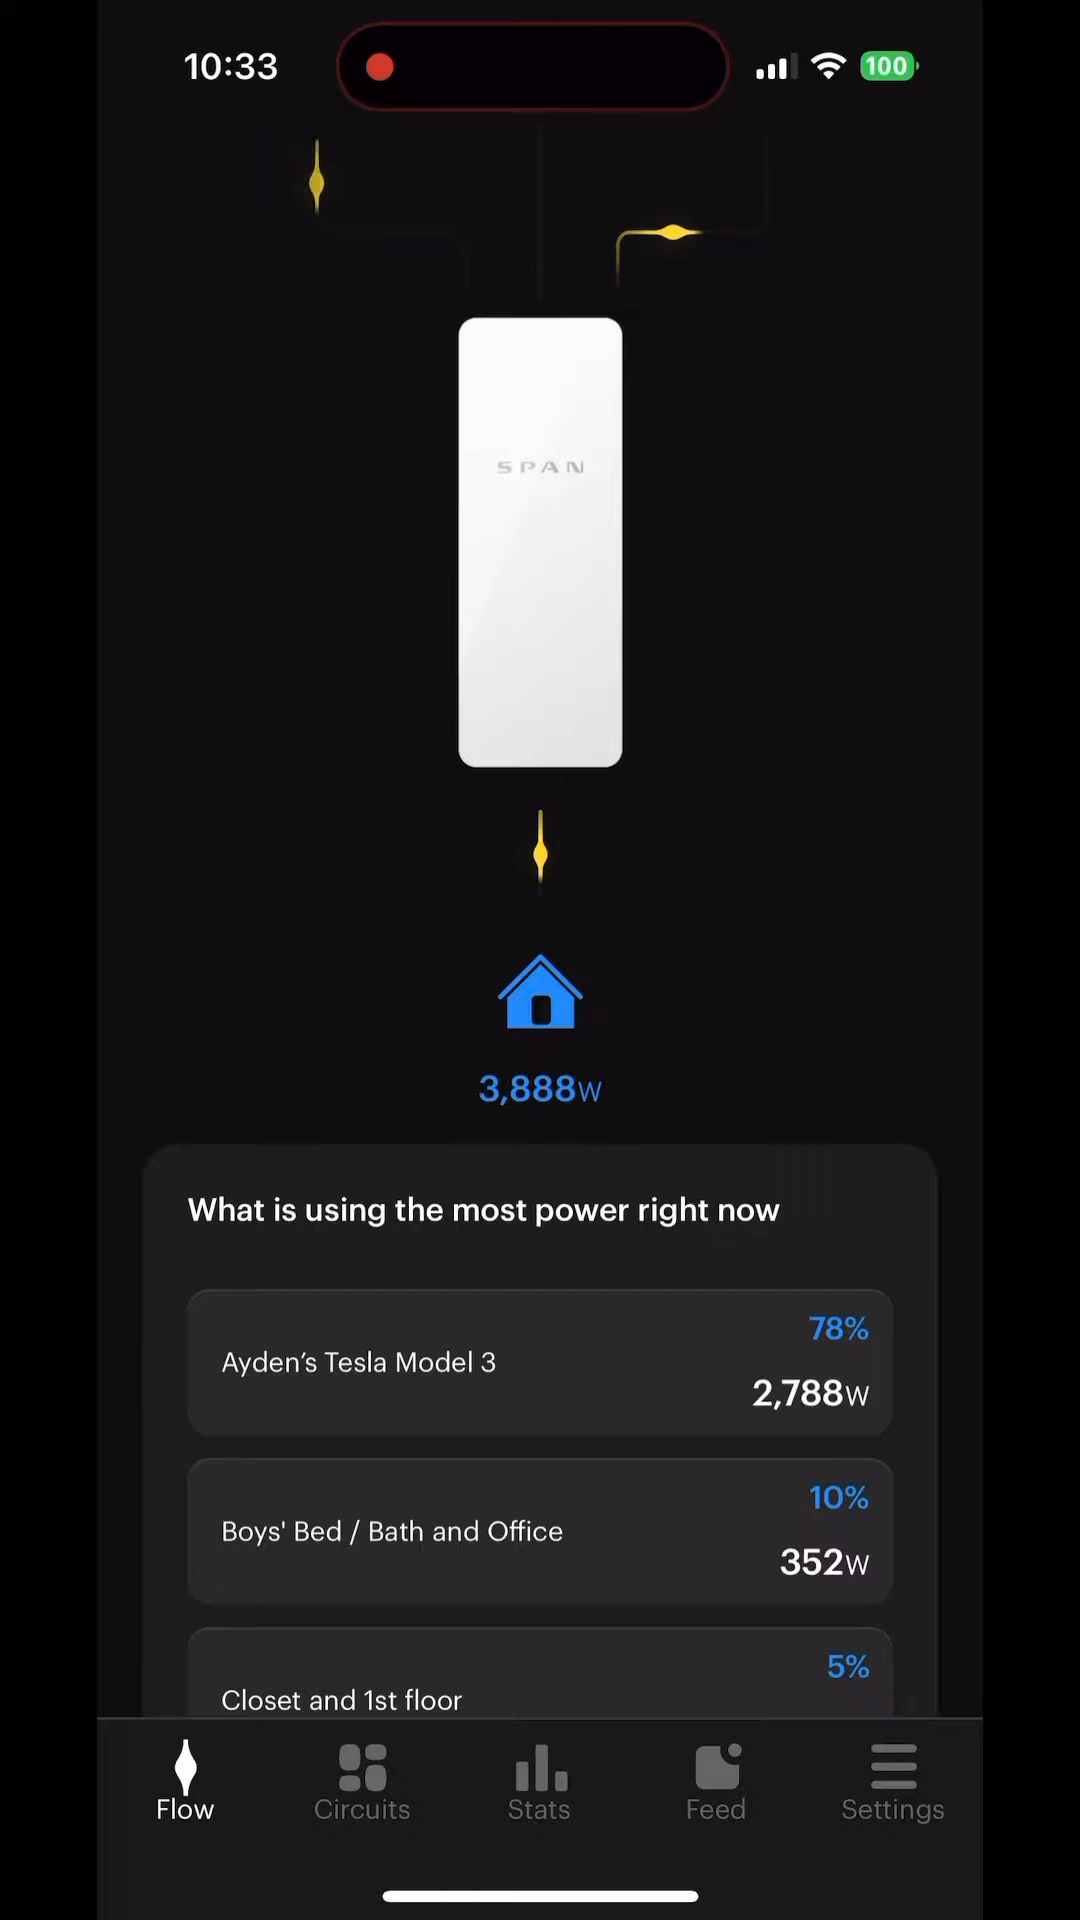 10:33
100
SPAN
3,888W
What is using the most power right now
78%
Ayden’s Tesla Model 3
2,788W
10%
Boys' Bed / Bath and Office
352W
5%
Closet and 1st floor
Flow
Circuits
Stats
Feed
Settings